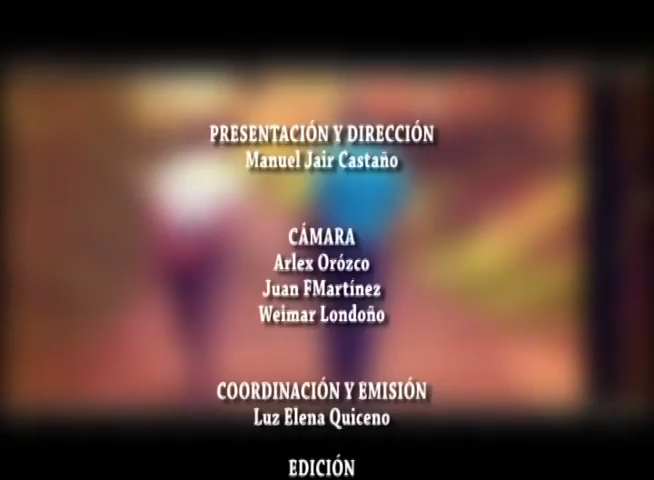 PRESENTACIÓN Y DIRECCIÓN
Manuel Jair Castaño
CÁMARA
Arlex Orózco
Juan FMartínez
Weimar Londoño
COORDINACIÓN Y EMISIÓN
Luz Elena Quiceno
EDICIÓN